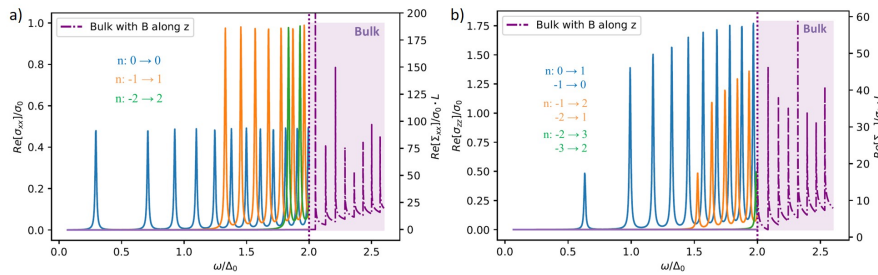 a)
Bulk with B along z
Bulk
n: 0 → 0
n: -1 → 1
n: -2 → 2
Re[σxx]/σ0
1.0
0.8
0.6
0.4
0.2
0.0
200
175
150
125
100
75
50
25
0
Re[Σxx]/σ0 · L
0.0 0.5 1.0 1.5 2.0 2.5
ω/Δ0
b)
Bulk with B along z
Bulk
n: 0 → 1
-1 → 0
n: -1 → 2
-2 → 1
n: -2 → 3
-3 → 2
Re[σzz]/σ0
1.75
1.50
1.25
1.00
0.75
0.50
0.25
0.00
60
50
40
30
20
10
0
0.0 0.5 1.0 1.5 2.0 2.5
ω/Δ0